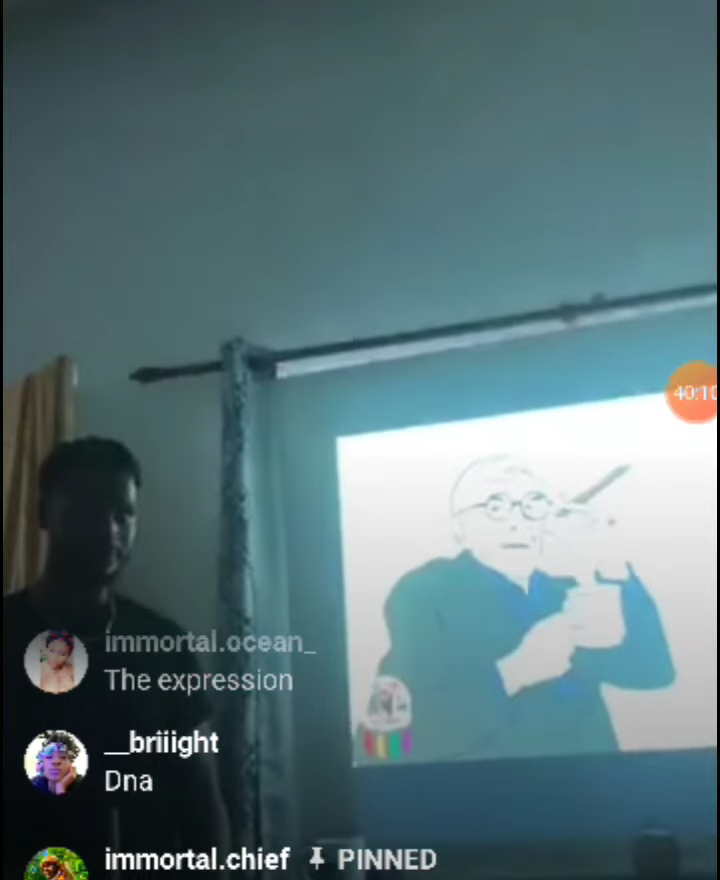 40:10
immortal.ocean_
The expression
__briiight
Dna
immortal.chief PINNED